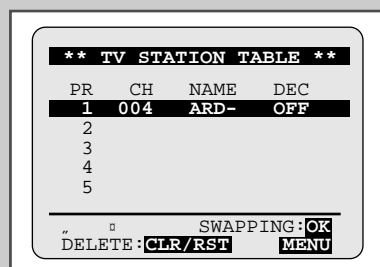 ** TV STATION TABLE **
PR CH NAME DEC
1 004 ARD- OFF
2
3
4
5
„ ¤ SWAPPING:OK
DELETE:CLR/RST MENU